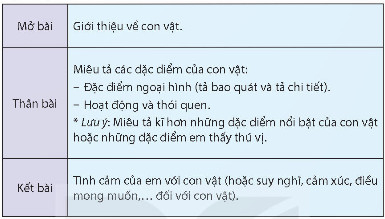 Mở bài
Giới thiệu về con vật.
Thân bài
Miêu tả các đặc điểm của con vật:
– Đặc điểm ngoại hình (tả bao quát và tả chi tiết).
– Hoạt động và thói quen.
* Lưu ý: Miêu tả kĩ hơn những đặc điểm nổi bật của con vật
hoặc những đặc điểm em thấy thú vị.
Kết bài
Tình cảm của em với con vật (hoặc suy nghĩ, cảm xúc, điều
mong muốn,... đối với con vật).